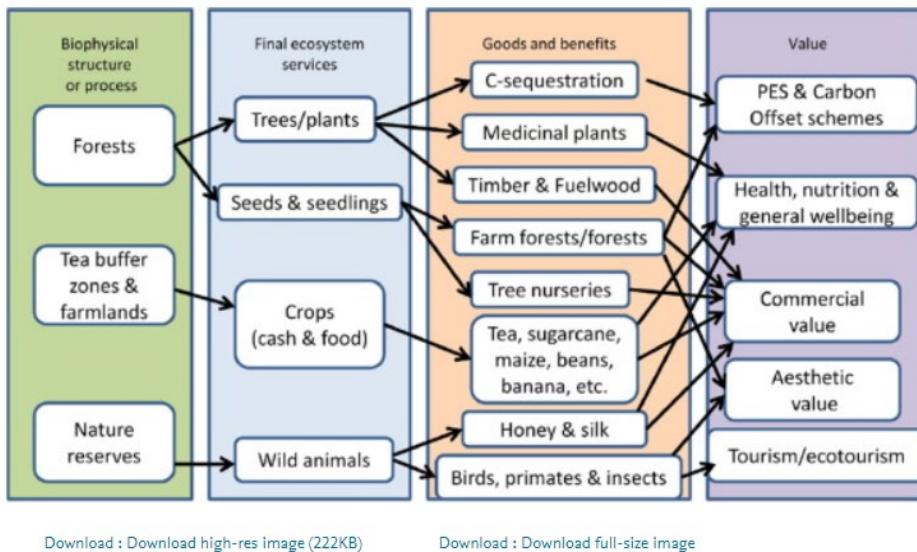 Biophysical
structure
or process
Forests
Tea buffer
zones &
farmlands
Nature
reserves
Final ecosystem
services
Trees/plants
Seeds & seedlings
Crops
(cash & food)
Wild animals
Goods and benefits
C-sequestration
Medicinal plants
Timber & Fuelwood
Farm forests/forests
Tree nurseries
Tea, sugarcane,
maize, beans,
banana, etc.
Honey & silk
Birds, primates & insects
Value
PES & Carbon
Offset schemes
Health, nutrition &
general wellbeing
Commercial
value
Aesthetic
value
Tourism/ecotourism
Download : Download high-res image (222KB)
Download : Download full-size image